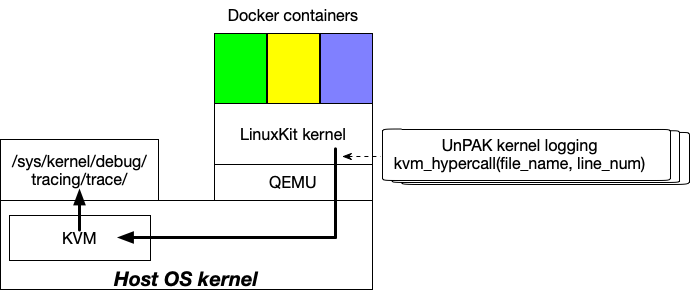 Docker containers
LinuxKit kernel
UnPAK kernel logging
kvm_hypercall(file_name, line_num)
/sys/kernel/debug/
tracing/trace/
QEMU
KVM
Host OS kernel